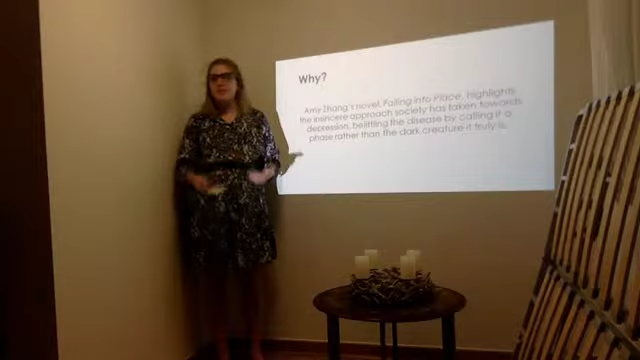 Why?
Amy Zhang's novel, Falling into Place, highlights
the insincere approach society has taken towards
depression, belittling the disease by calling it a
phase rather than the dark creature it truly is.